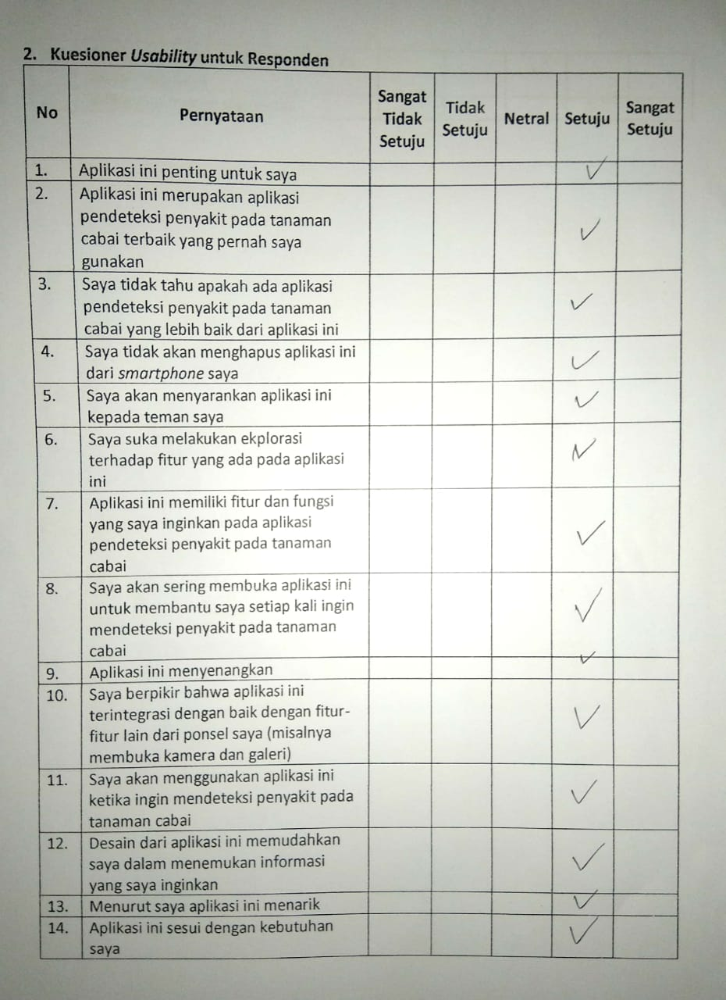 2. Kuesioner Usability untuk Responden
No
Pernyataan
Sangat
Tidak
Setuju
Tidak
Setuju
Netral
Setuju
Sangat
Setuju
1. Aplikasi ini penting untuk saya ✓
2. Aplikasi ini merupakan aplikasi
pendeteksi penyakit pada tanaman
cabai terbaik yang pernah saya ✓
gunakan
3. Saya tidak tahu apakah ada aplikasi
pendeteksi penyakit pada tanaman ✓
cabai yang lebih baik dari aplikasi ini
4. Saya tidak akan menghapus aplikasi ini ✓
dari smartphone saya
5. Saya akan menyarankan aplikasi ini ✓
kepada teman saya
6. Saya suka melakukan ekplorasi ✓
terhadap fitur yang ada pada aplikasi
ini
7. Aplikasi ini memiliki fitur dan fungsi
yang saya inginkan pada aplikasi ✓
pendeteksi penyakit pada tanaman
cabai
8. Saya akan sering membuka aplikasi ini
untuk membantu saya setiap kali ingin ✓
mendeteksi penyakit pada tanaman
cabai
9. Aplikasi ini menyenangkan ✓
10. Saya berpikir bahwa aplikasi ini
terintegrasi dengan baik dengan fitur- ✓
fitur lain dari ponsel saya (misalnya
membuka kamera dan galeri)
11. Saya akan menggunakan aplikasi ini
ketika ingin mendeteksi penyakit pada ✓
tanaman cabai
12. Desain dari aplikasi ini memudahkan
saya dalam menemukan informasi ✓
yang saya inginkan
13. Menurut saya aplikasi ini menarik ✓
14. Aplikasi ini sesui dengan kebutuhan ✓
saya